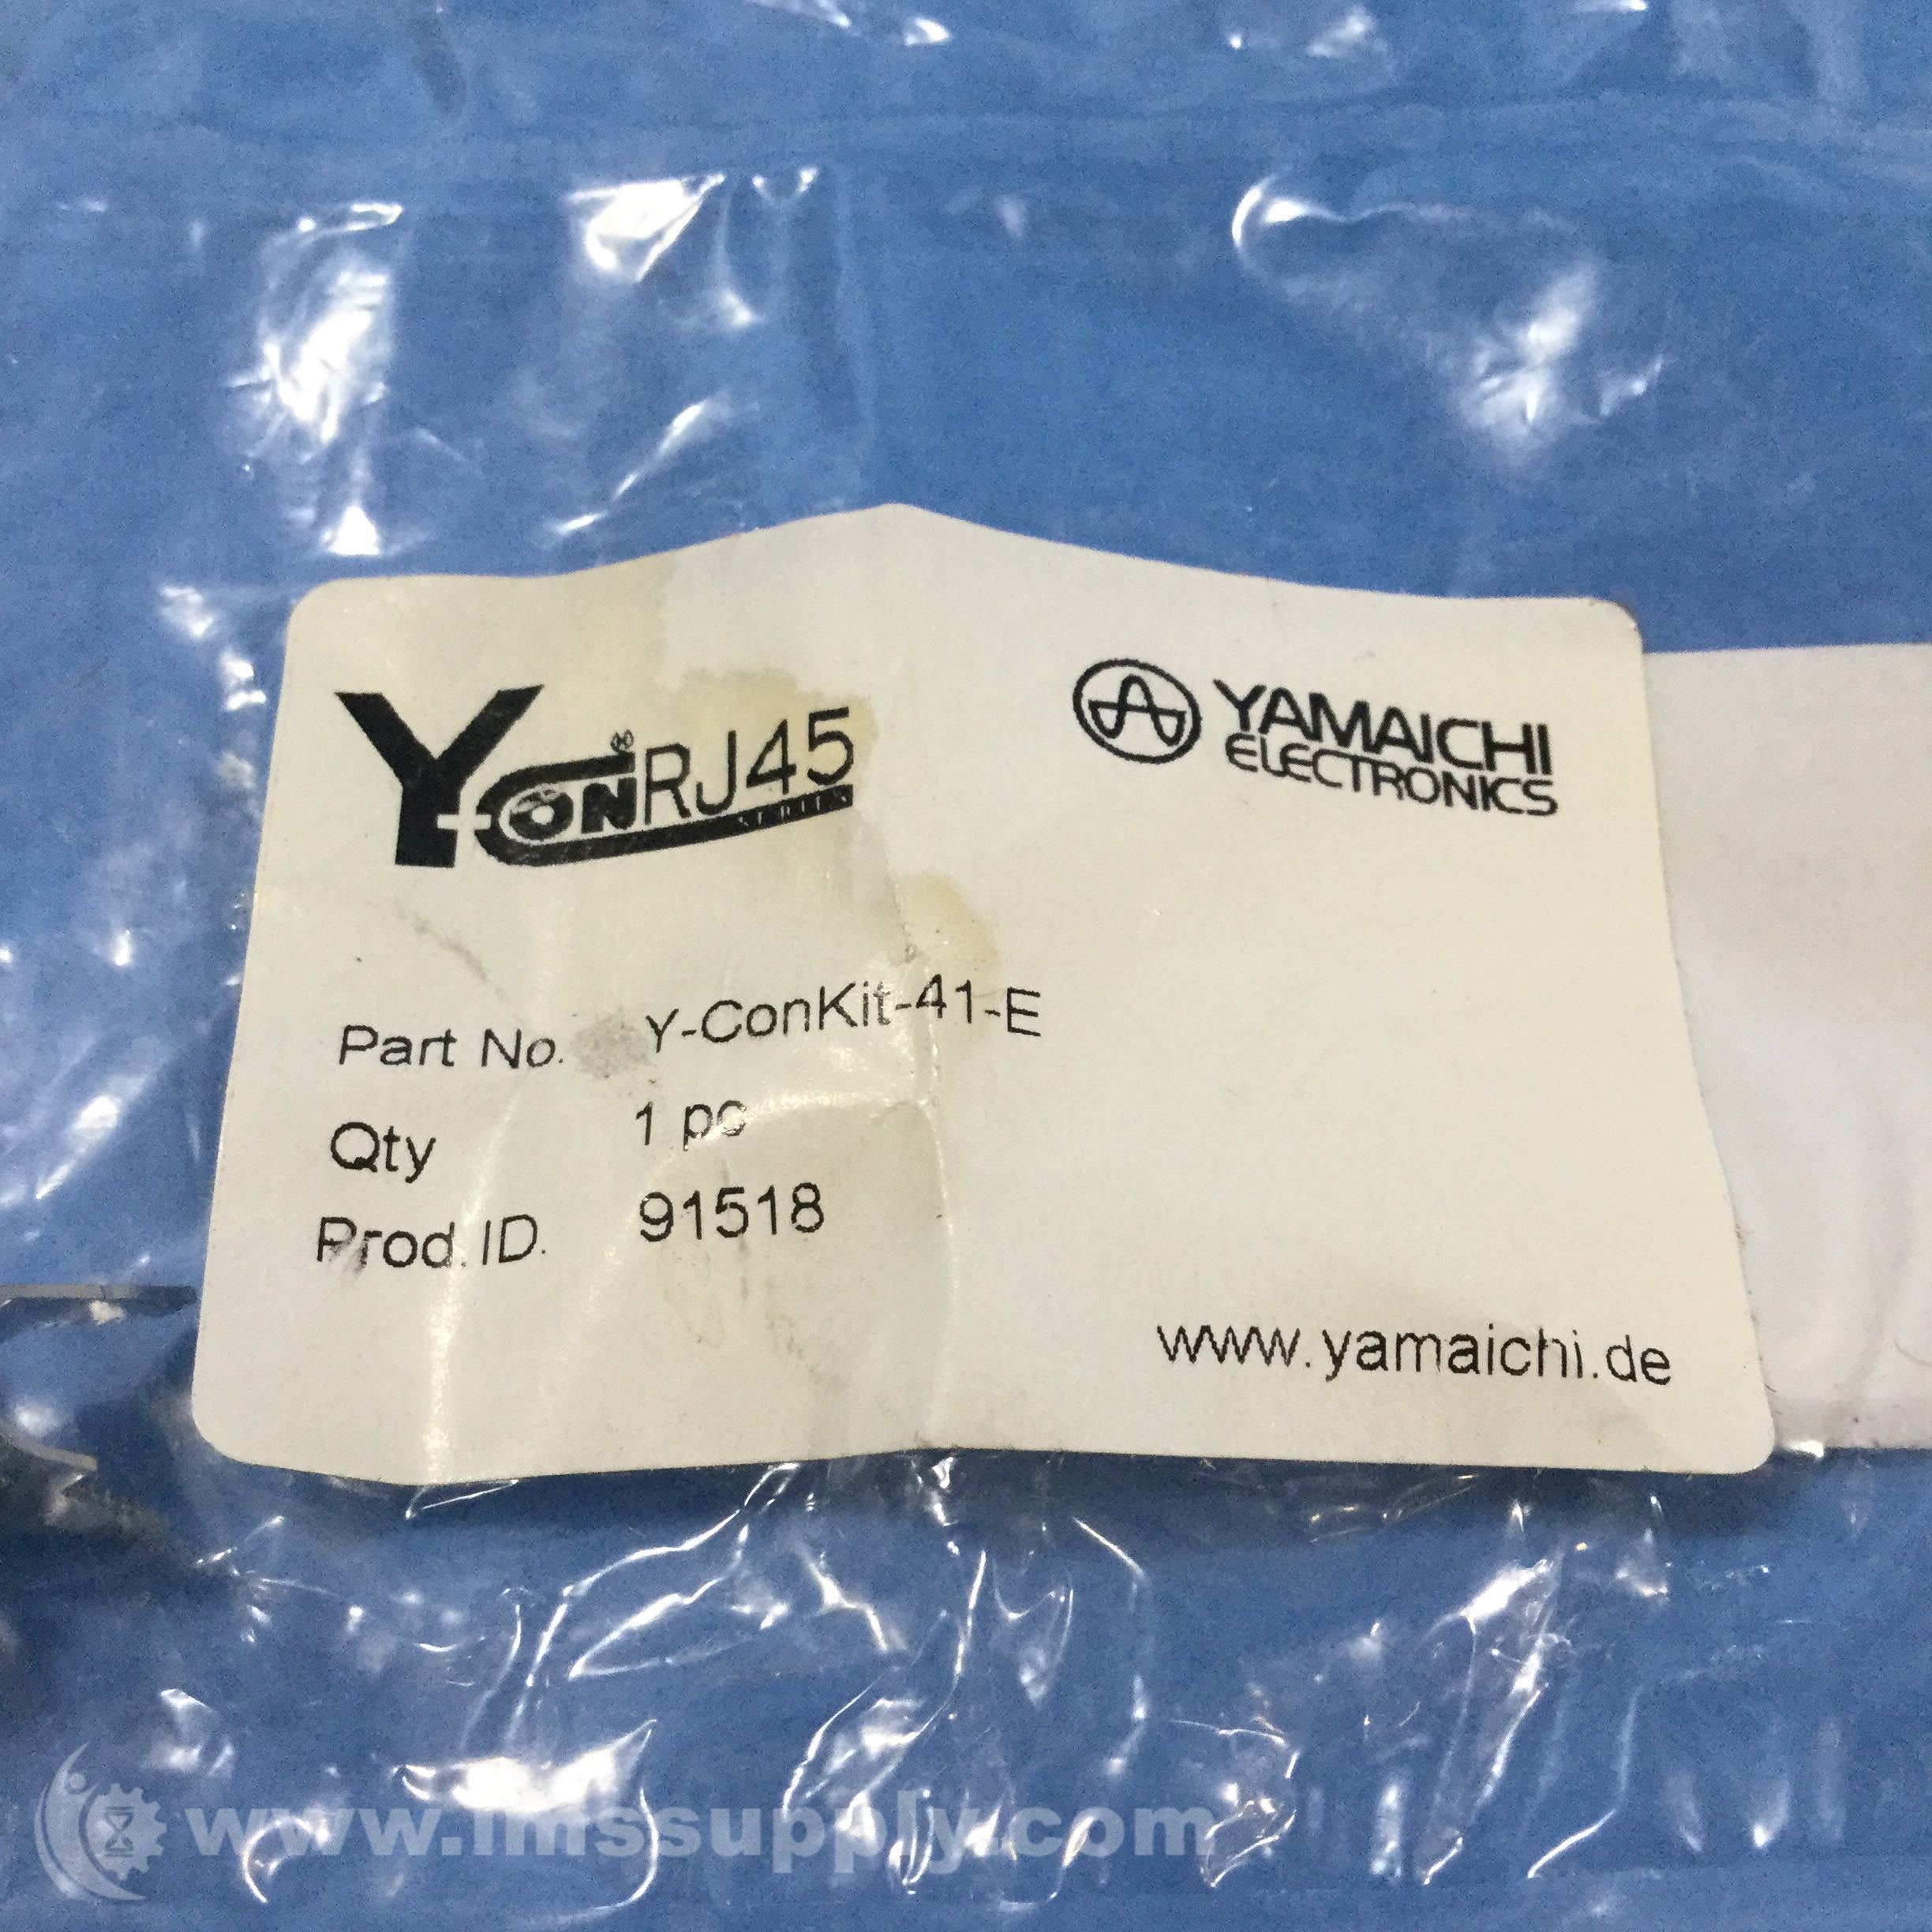 Y-CON® RJ45
SERIES
YAMAICHI
ELECTRONICS
Part No. Y-ConKit-41-E
Qty 1 pc
Prod.ID. 91518
www.yamaichi.de
www.imssupply.com